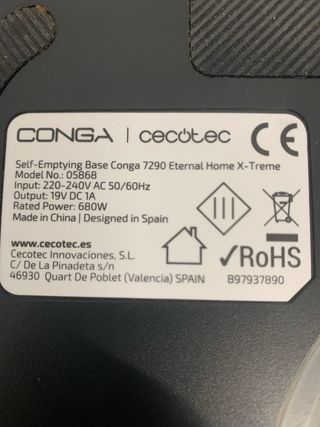 CONGA | cecotec CE
Self-Emptying Base Conga 7290 Eternal Home X-Treme
Model No.: 05868
Input: 220-240V AC 50/60Hz
Output: 19V DC 1A
Rated Power: 680W
Made in China | Designed in Spain
III
www.cecotec.es
Cecotec Innovaciones, S.L.
C/ De La Pinadeta s/n
46930 Quart De Poblet (Valencia) SPAIN
✓RoHS
B97937890